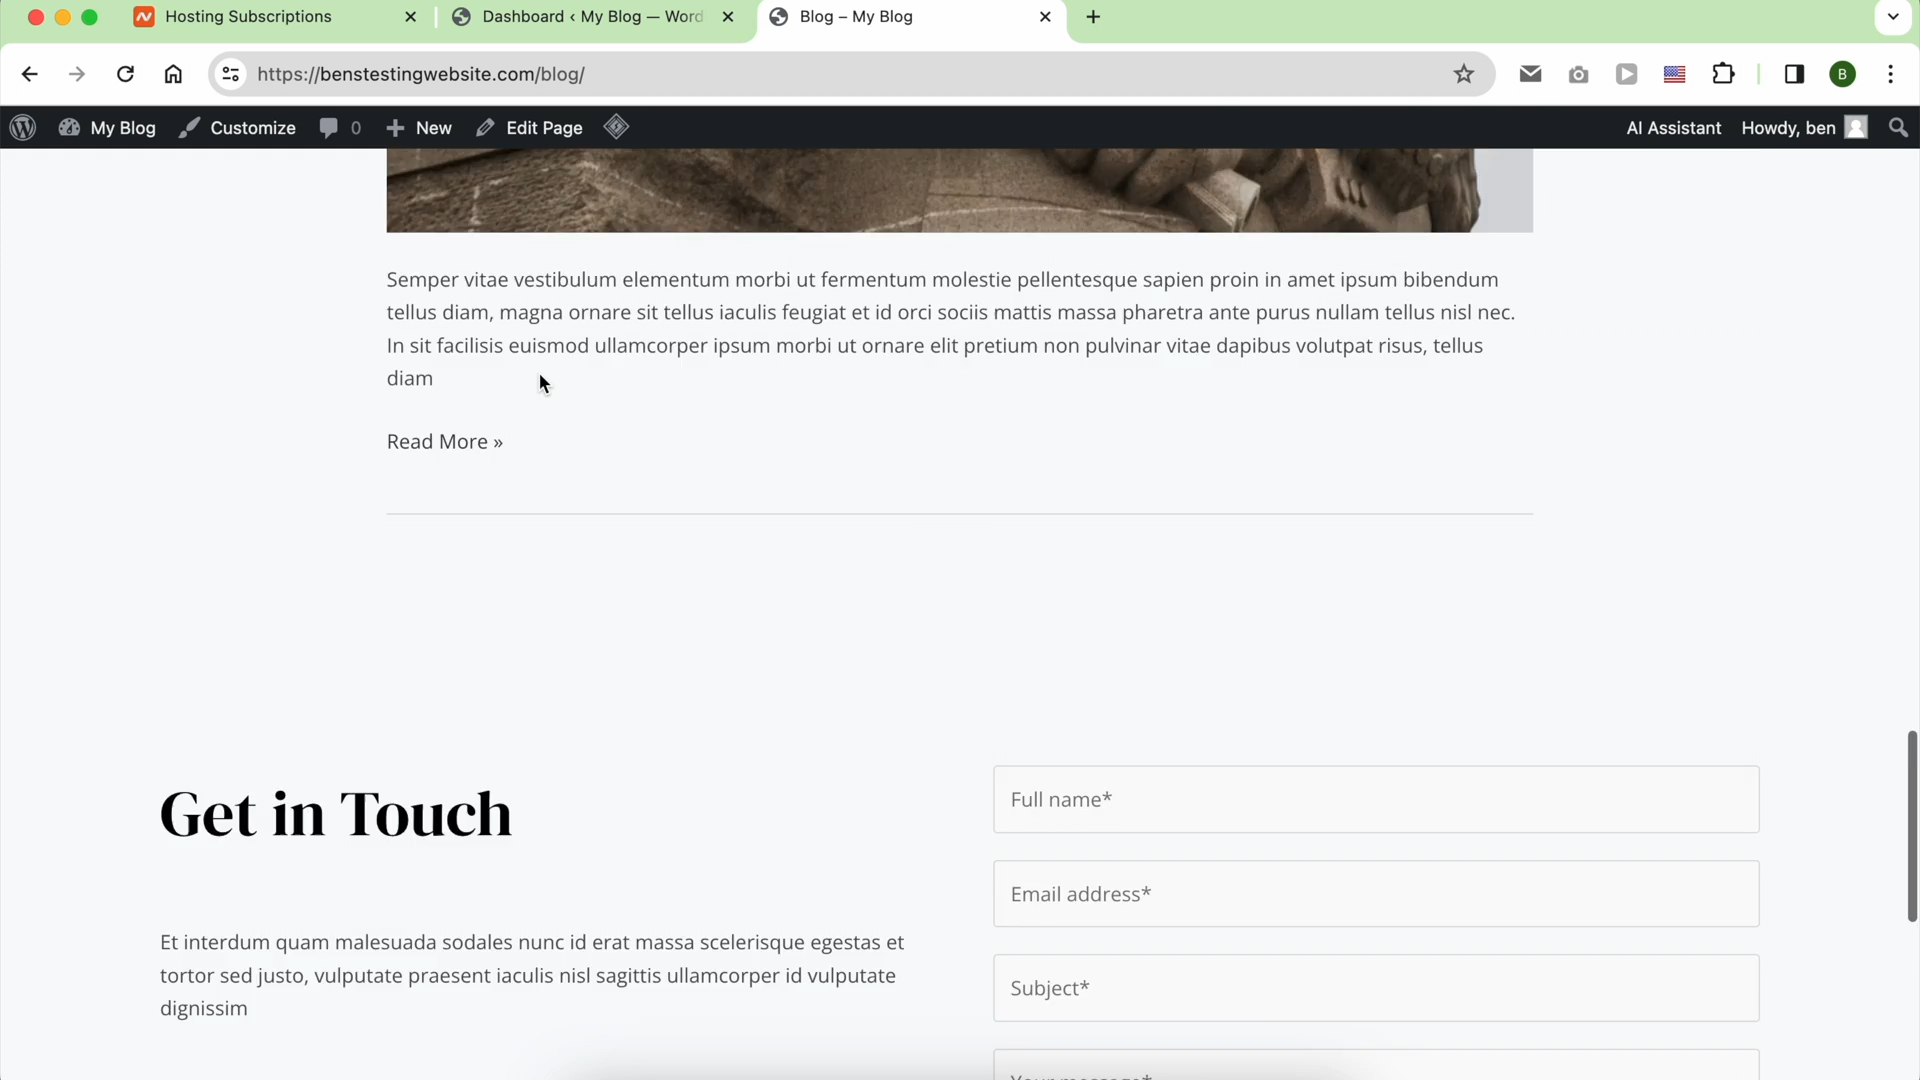 Hosting Subscriptions
Dashboard ‹ My Blog — Word
Blog – My Blog
https://benstestingwebsite.com/blog/
B
My Blog
Customize
0
New
Edit Page
AI Assistant
Howdy, ben
Semper vitae vestibulum elementum morbi ut fermentum molestie pellentesque sapien proin in amet ipsum bibendum
tellus diam, magna ornare sit tellus iaculis feugiat et id orci sociis mattis massa pharetra ante purus nullam tellus nisl nec.
In sit facilisis euismod ullamcorper ipsum morbi ut ornare elit pretium non pulvinar vitae dapibus volutpat risus, tellus
diam
Read More »
Get in Touch
Et interdum quam malesuada sodales nunc id erat massa scelerisque egestas et
tortor sed justo, vulputate praesent iaculis nisl sagittis ullamcorper id vulputate
dignissim
Full name*
Email address*
Subject*